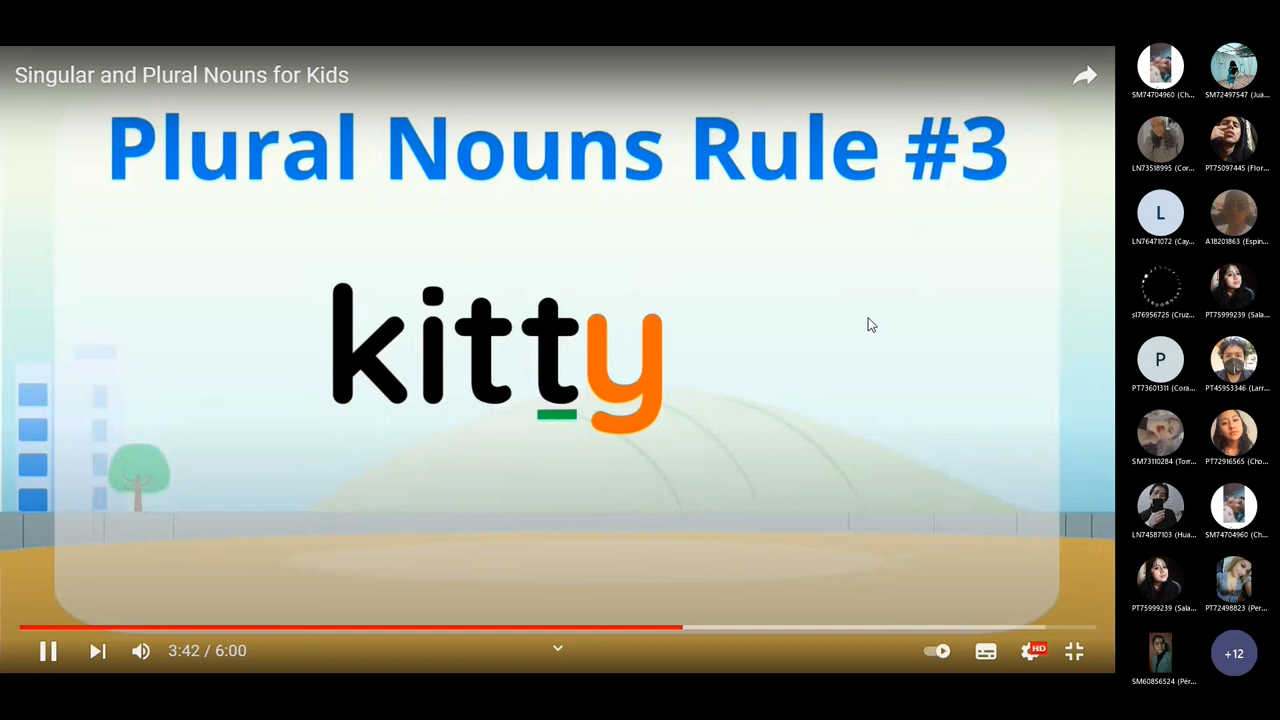 Singular and Plural Nouns for Kids
Plural Nouns Rule #3
kitty
3:42 / 6:00
HD
SM74704960 (Ch...
SM72497547 (Jua...
LN73518995 (Cor...
PT75097445 (Flor...
L
LN76471072 (Cay...
A18201863 (Espin...
sl76956725 (Cruz...
PT75999239 (Sala...
P
PT73601311 (Cora...
PT45953346 (Larr...
SM73110284 (Torr...
PT72916565 (Cho...
LN74587103 (Hua...
SM74704960 (Ch...
PT75999239 (Sala...
PT72498823 (Per...
SM60856524 (Pér...
+12